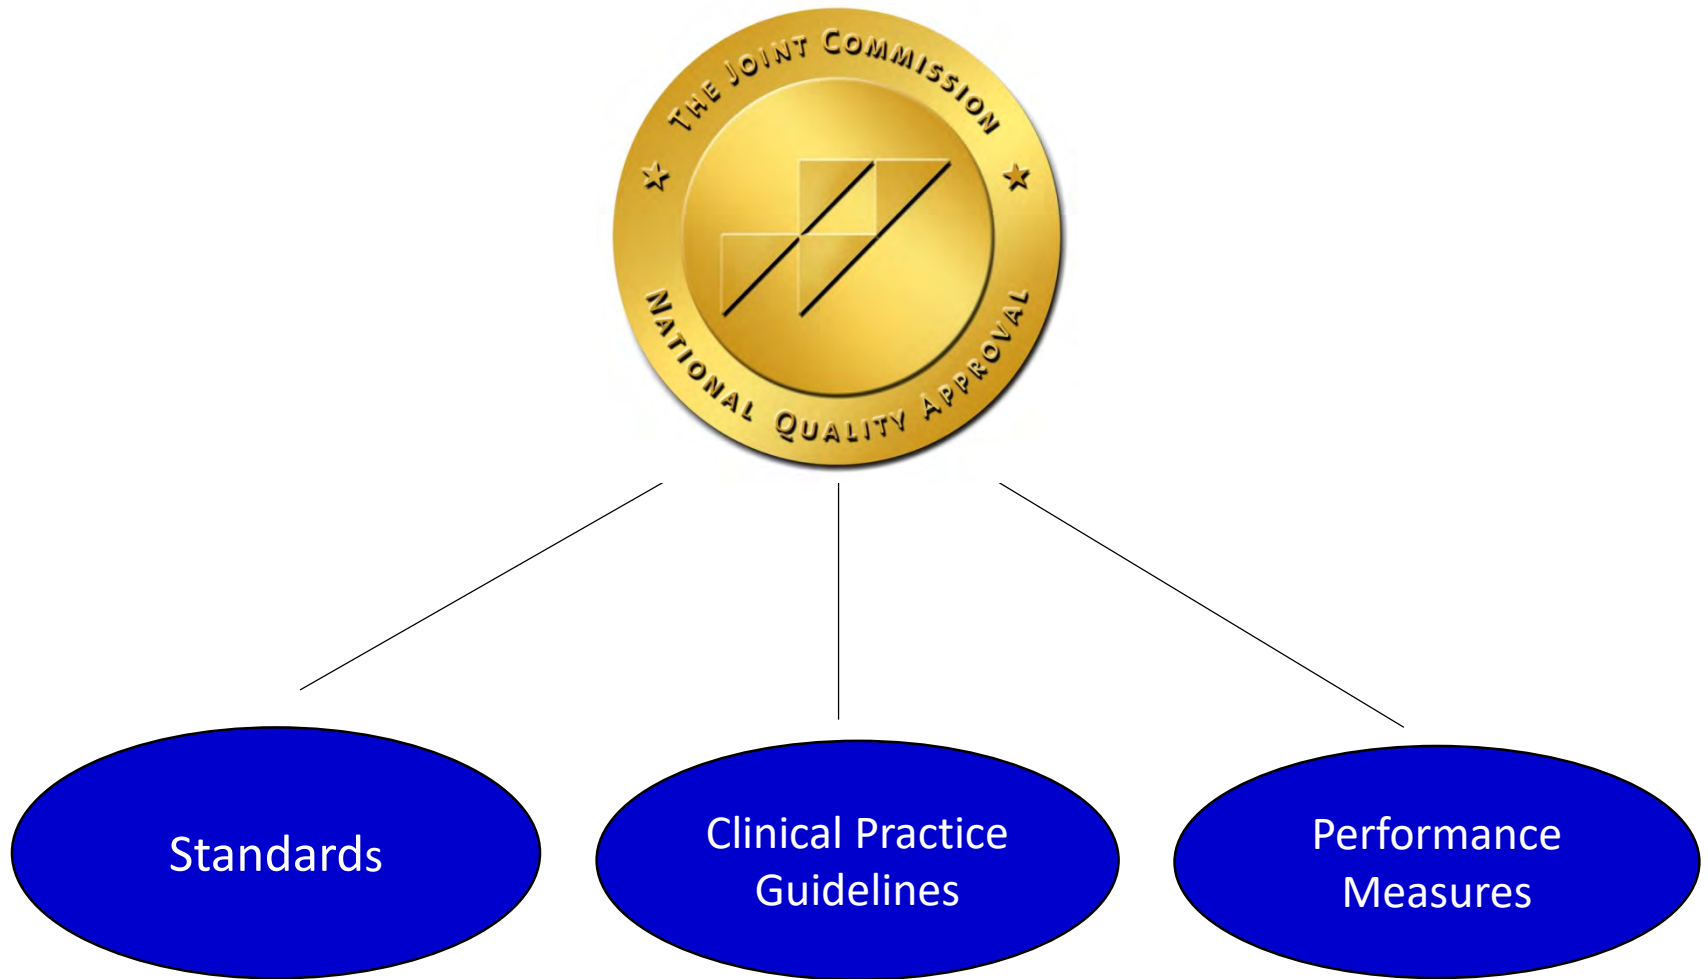 THE JOINT COMMISSION
NATIONAL QUALITY APPROVAL
Standards
Clinical Practice
Guidelines
Performance
Measures